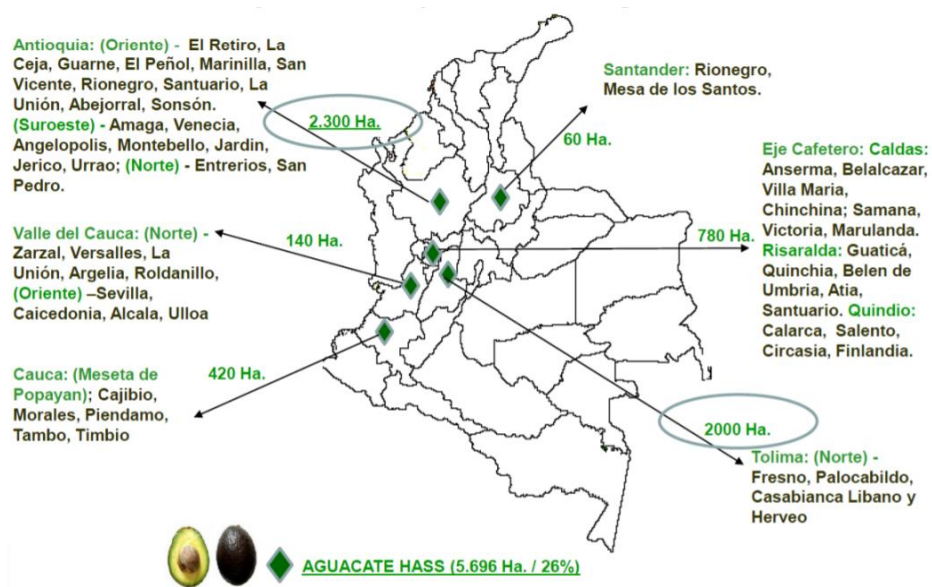 Antioquia: (Oriente) - El Retiro, La
Ceja, Guarne, El Peñol, Marinilla, San
Vicente, Rionegro, Santuario, La
Unión, Abejorral, Sonsón.
(Suroeste) - Amaga, Venecia,
Angelopolis, Montebello, Jardin,
Jerico, Urrao; (Norte) - Entrerios, San
Pedro.
2.300 Ha.
Santander: Rionegro,
Mesa de los Santos.
60 Ha.
Eje Cafetero: Caldas:
Anserma, Belalcazar,
Villa Maria,
Chinchina; Samana,
Victoria, Marulanda.
Risaralda: Guaticá,
Quinchia, Belen de
Umbria, Atia,
Santuario. Quindio:
Calarca, Salento,
Circasia, Finlandia.
780 Ha.
Valle del Cauca: (Norte) -
Zarzal, Versalles, La
Unión, Argelia, Roldanillo,
(Oriente) –Sevilla,
Caicedonia, Alcala, Ulloa
140 Ha.
Cauca: (Meseta de
Popayan); Cajibio,
Morales, Piendamo,
Tambo, Timbio
420 Ha.
2000 Ha.
Tolima: (Norte) -
Fresno, Palocabildo,
Casabianca Libano y
Herveo
AGUACATE HASS (5.696 Ha. / 26%)